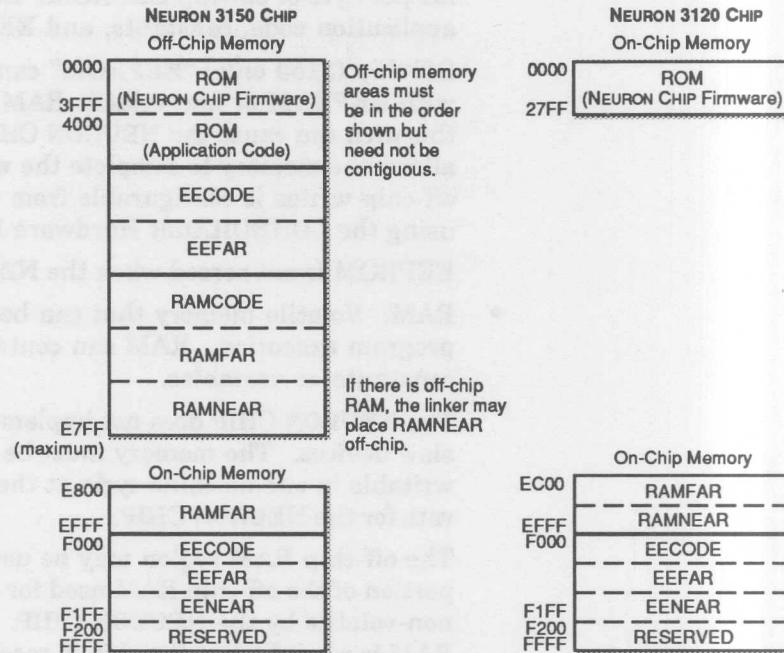 NEURON 3150 CHIP
Off-Chip Memory
0000
ROM
(NEURON CHIP Firmware)
3FFF
4000
ROM
(Application Code)
EECODE
EEFAR
RAMCODE
RAMFAR
RAMNEAR
E7FF
(maximum)
Off-chip memory
areas must
be in the order
shown but
need not be
contiguous.
If there is off-chip
RAM, the linker may
place RAMNEAR
off-chip.
On-Chip Memory
E800
RAMFAR
EFFF
F000
EECODE
EEFAR
EENEAR
F1FF
F200
RESERVED
FFFF
NEURON 3120 CHIP
On-Chip Memory
0000
ROM
(NEURON CHIP Firmware)
27FF
On-Chip Memory
EC00
RAMFAR
RAMNEAR
EFFF
F000
EECODE
EEFAR
EENEAR
F1FF
F200
RESERVED
FFFF